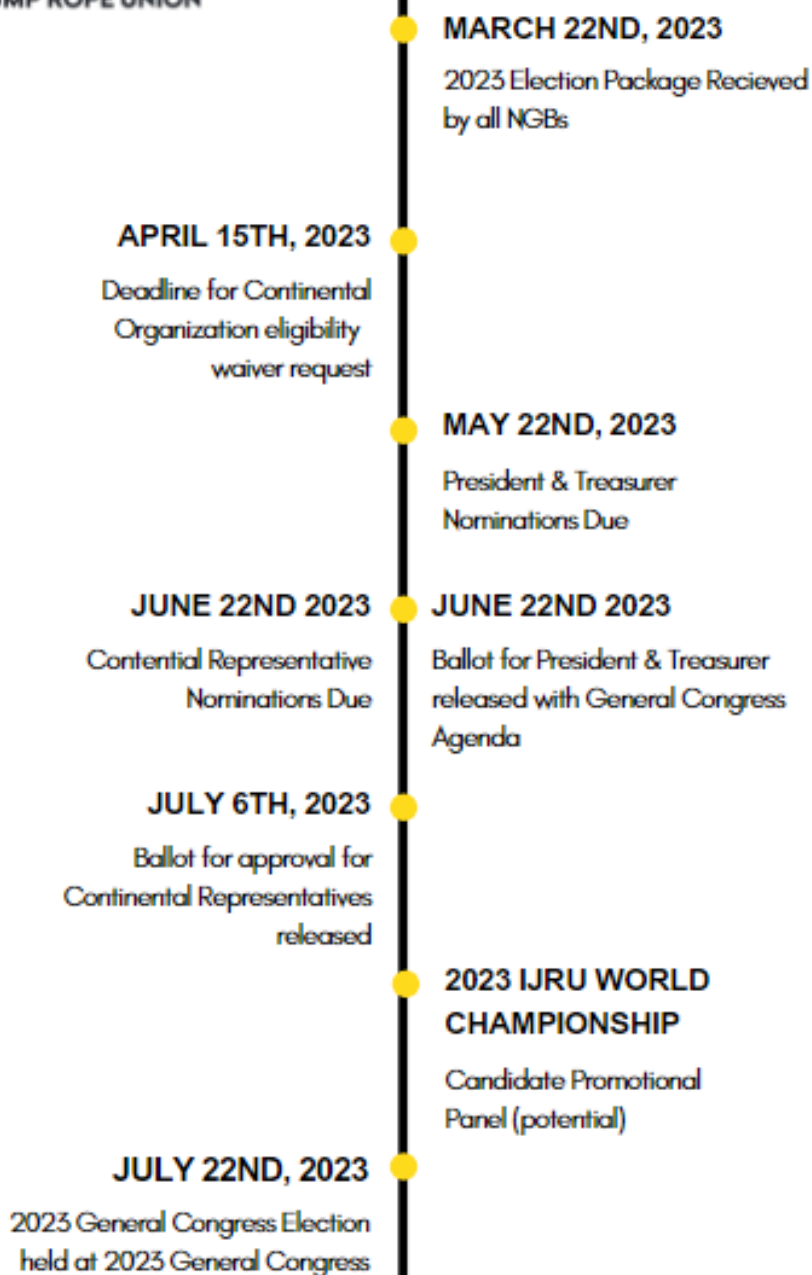 JUMP ROPE UNION
MARCH 22ND, 2023
2023 Election Package Recieved
by all NGBs
APRIL 15TH, 2023
Deadline for Continental
Organization eligibility
waiver request
MAY 22ND, 2023
President & Treasurer
Nominations Due
JUNE 22ND 2023
Contential Representative
Nominations Due
JUNE 22ND 2023
Ballot for President & Treasurer
released with General Congress
Agenda
JULY 6TH, 2023
Ballot for approval for
Continental Representatives
released
2023 IJRU WORLD
CHAMPIONSHIP
Candidate Promotional
Panel (potential)
JULY 22ND, 2023
2023 General Congress Election
held at 2023 General Congress